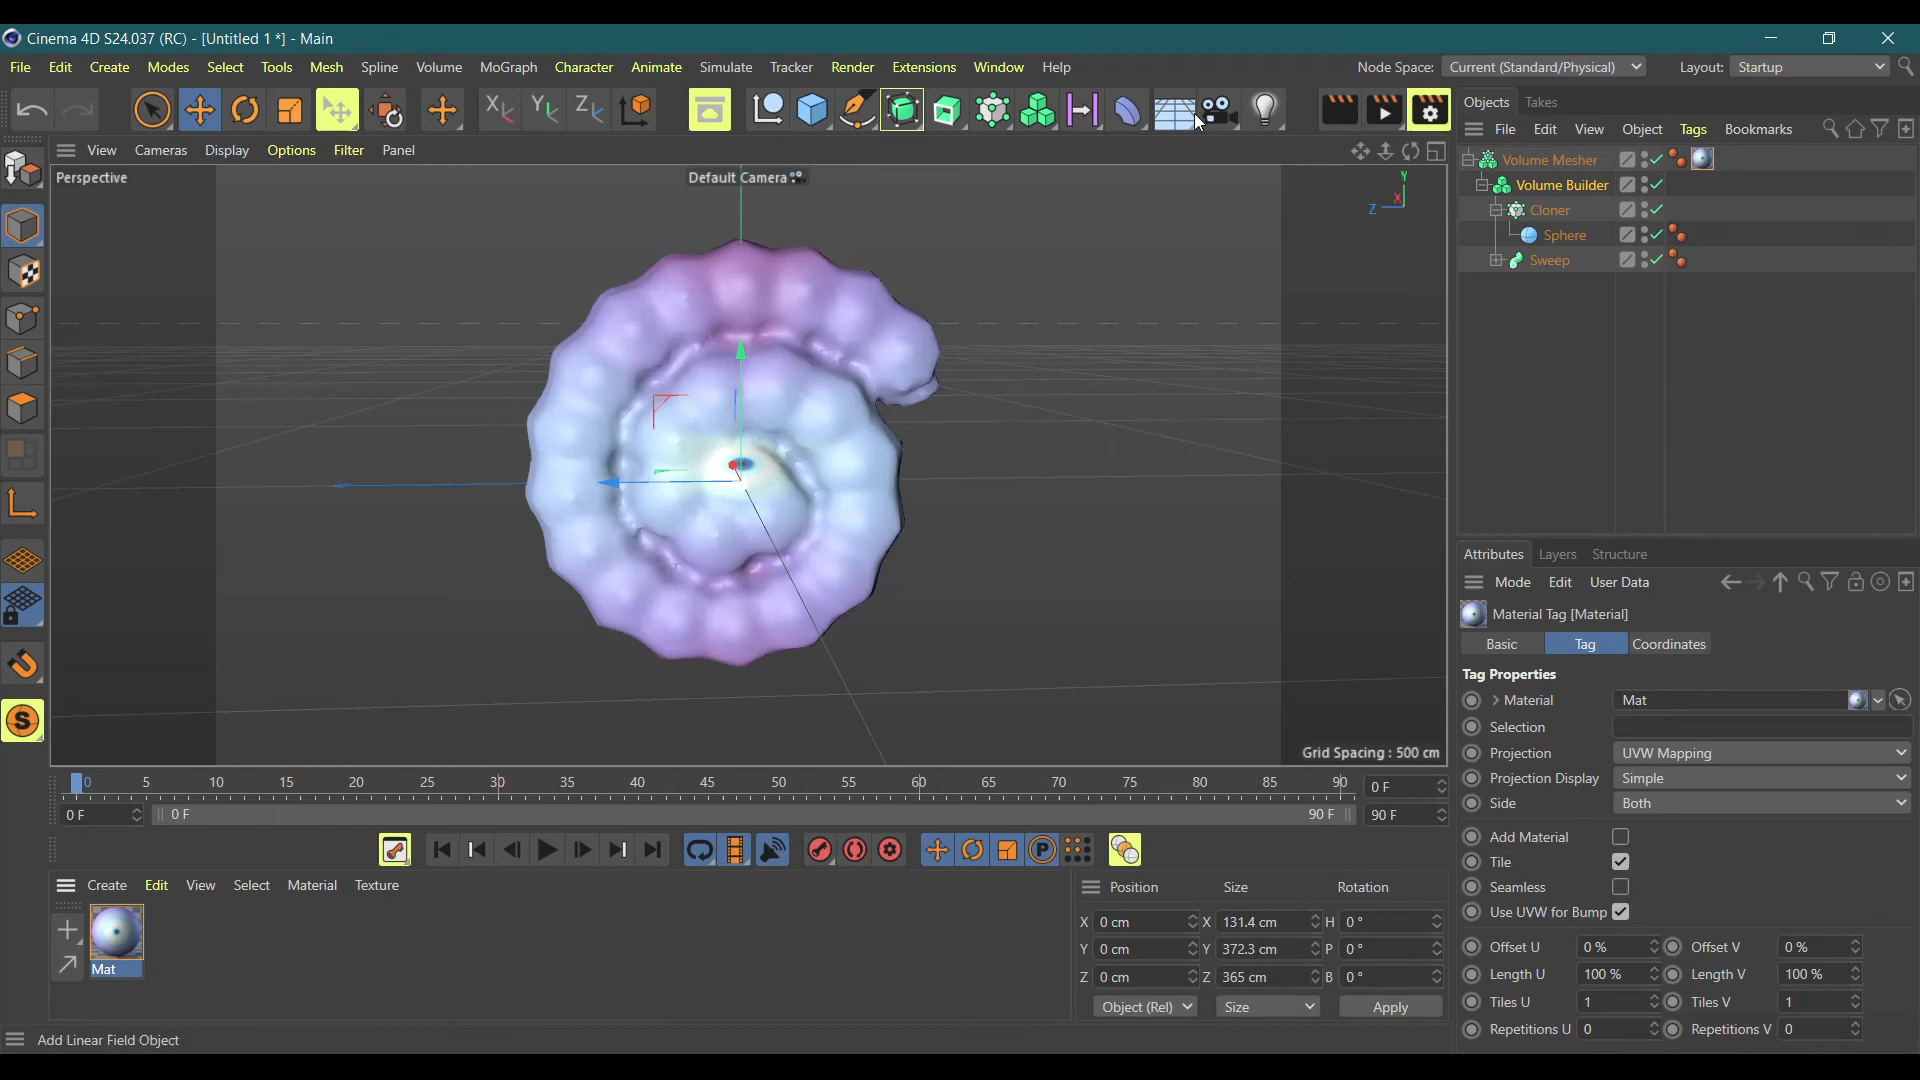 Cinema 4D S24.037 (RC) - [Untitled 1 *] - Main
File Edit Create Modes Select Tools Mesh Spline Volume MoGraph Character Animate Simulate Tracker Render Extensions Window Help Node Space: Current (Standard/Physical) Layout: Startup
X Y Z
Objects Takes
File Edit View Object Tags Bookmarks
View Cameras Display Options Filter Panel
Perspective
Default Camera
Y
X
Z
Volume Mesher
Volume Builder
Cloner
Sphere
Sweep
Attributes Layers Structure
Mode Edit User Data
Material Tag [Material]
Basic Tag Coordinates
Tag Properties
Material Mat
Selection
Projection UVW Mapping
Projection Display Simple
Side Both
Add Material
Tile
Seamless
Use UVW for Bump
Offset U 0 % Offset V 0 %
Length U 100 % Length V 100 %
Tiles U 1 Tiles V 1
Repetitions U 0 Repetitions V 0
Grid Spacing : 500 cm
0 5 10 15 20 25 30 35 40 45 50 55 60 65 70 75 80 85 90 0 F
0 F 0 F 90 F 90 F
P
S
Create Edit View Select Material Texture
Mat
Position Size Rotation
X 0 cm X 131.4 cm H 0 °
Y 0 cm Y 372.3 cm P 0 °
Z 0 cm Z 365 cm B 0 °
Object (Rel) Size Apply
Add Linear Field Object